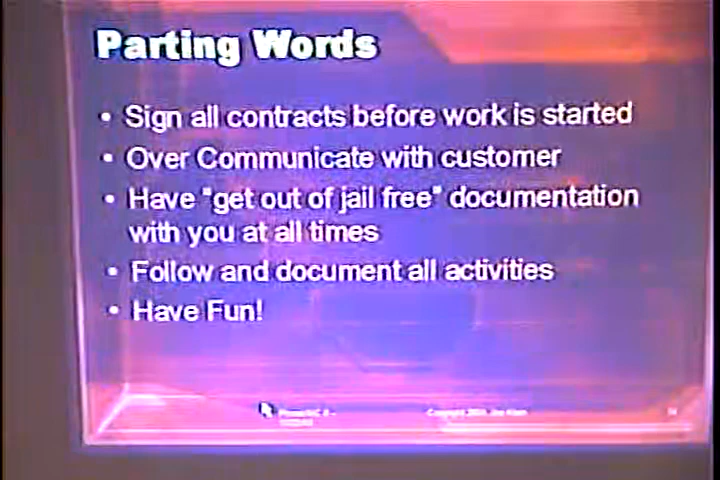 Parting Words
• Sign all contracts before work is started
• Over Communicate with customer
• Have "get out of jail free" documentation
with you at all times
• Follow and document all activities
• Have Fun!